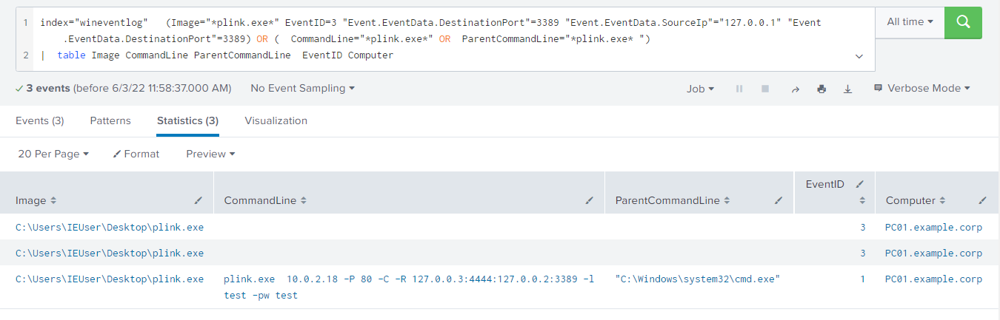 1 index="wineventlog"   (Image="*plink.exe*" EventID=3 "Event.EventData.DestinationPort"=3389 "Event.EventData.SourceIp"="127.0.0.1" "Event
.EventData.DestinationPort"=3389) OR (  CommandLine="*plink.exe*" OR  ParentCommandLine="*plink.exe* ")
2 |  table Image CommandLine ParentCommandLine  EventID Computer
All time
3 events (before 6/3/22 11:58:37.000 AM) No Event Sampling Job Verbose Mode
Events (3) Patterns Statistics (3) Visualization
20 Per Page Format Preview
Image CommandLine ParentCommandLine EventID Computer
C:\Users\IEUser\Desktop\plink.exe 3 PC01.example.corp
C:\Users\IEUser\Desktop\plink.exe 3 PC01.example.corp
C:\Users\IEUser\Desktop\plink.exe plink.exe  10.0.2.18 -P 80 -C -R 127.0.0.3:4444:127.0.0.2:3389 -l "C:\Windows\system32\cmd.exe" 1 PC01.example.corp
test -pw test